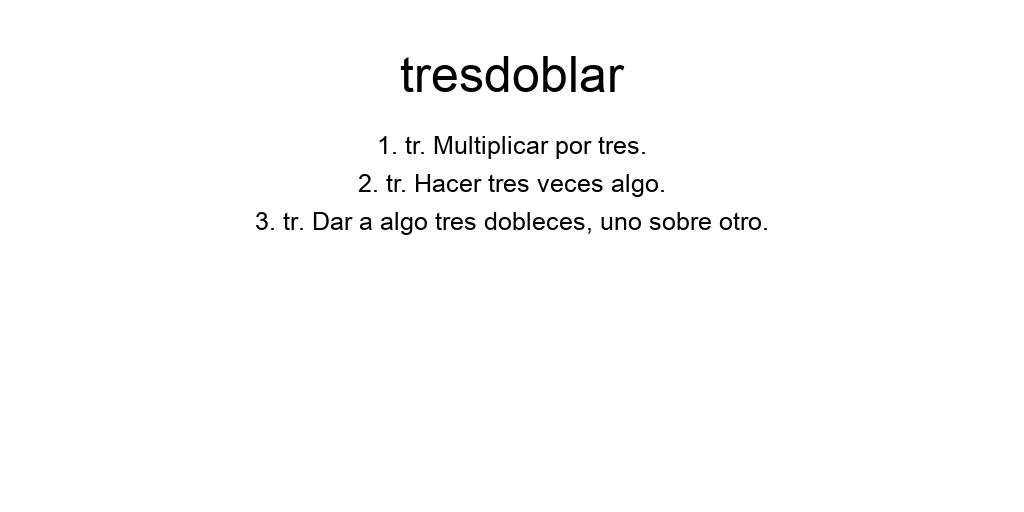 tresdoblar
1. tr. Multiplicar por tres.
2. tr. Hacer tres veces algo.
3. tr. Dar a algo tres dobleces, uno sobre otro.